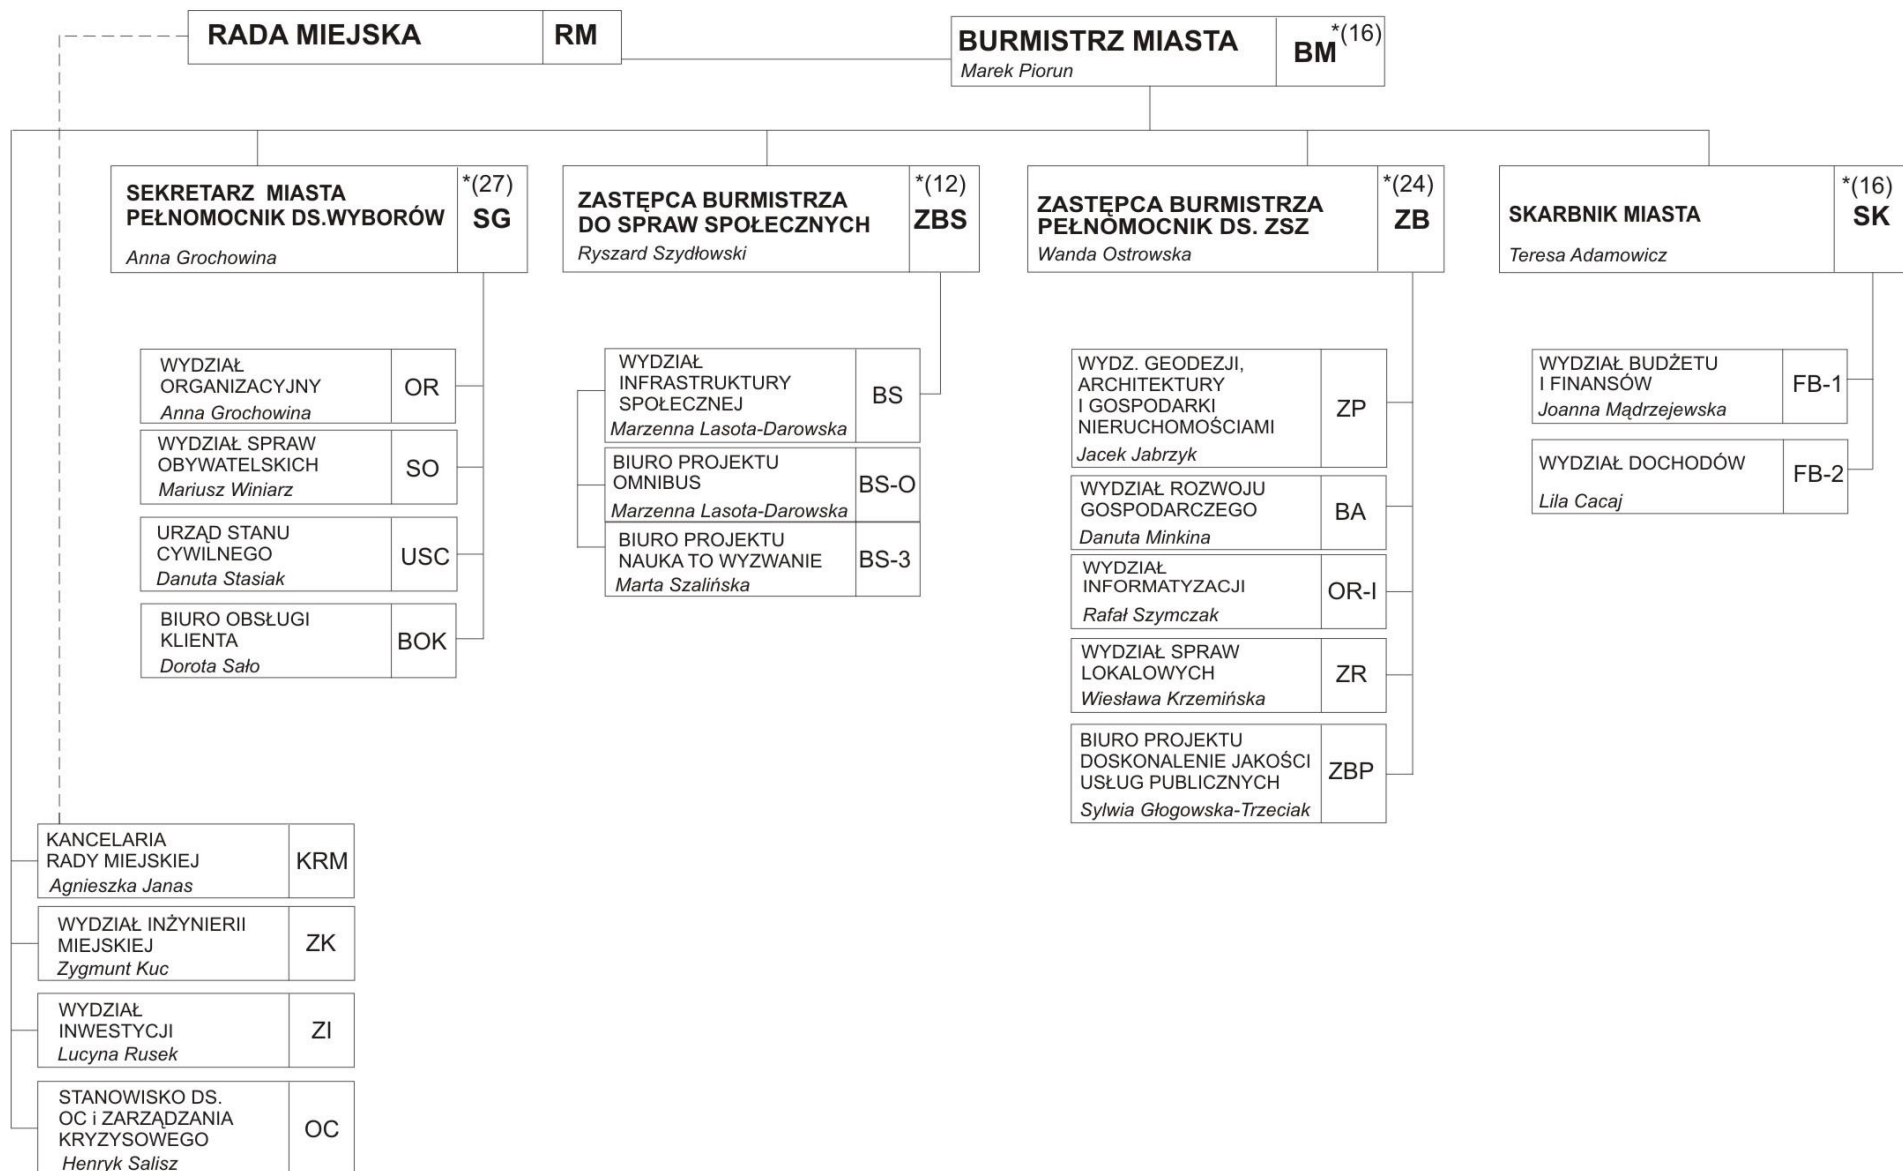 RADA MIEJSKA RM
BURMISTRZ MIASTA
Marek Piorun
BM *(16)
SEKRETARZ MIASTA
PEŁNOMOCNIK DS.WYBORÓW
Anna Grochowina
*(27)
SG
ZASTĘPCA BURMISTRZA
DO SPRAW SPOŁECZNYCH
Ryszard Szydłowski
*(12)
ZBS
ZASTĘPCA BURMISTRZA
PEŁNOMOCNIK DS. ZSZ
Wanda Ostrowska
*(24)
ZB
SKARBNIK MIASTA
Teresa Adamowicz
*(16)
SK
WYDZIAŁ
ORGANIZACYJNY
Anna Grochowina
OR
WYDZIAŁ SPRAW
OBYWATELSKICH
Mariusz Winiarz
SO
URZĄD STANU
CYWILNEGO
Danuta Stasiak
USC
BIURO OBSŁUGI
KLIENTA
Dorota Sało
BOK
WYDZIAŁ
INFRASTRUKTURY
SPOŁECZNEJ
Marzenna Lasota-Darowska
BS
BIURO PROJEKTU
OMNIBUS
Marzenna Lasota-Darowska
BS-O
BIURO PROJEKTU
NAUKA TO WYZWANIE
Marta Szalińska
BS-3
WYDZ. GEODEZJI,
ARCHITEKTURY
I GOSPODARKI
NIERUCHOMOŚCIAMI
Jacek Jabrzyk
ZP
WYDZIAŁ ROZWOJU
GOSPODARCZEGO
Danuta Minkina
BA
WYDZIAŁ
INFORMATYZACJI
Rafał Szymczak
OR-I
WYDZIAŁ SPRAW
LOKALOWYCH
Wiesława Krzemińska
ZR
BIURO PROJEKTU
DOSKONALENIE JAKOŚCI
USŁUG PUBLICZNYCH
Sylwia Głogowska-Trzeciak
ZBP
WYDZIAŁ BUDŻETU
I FINANSÓW
Joanna Mądrzejewska
FB-1
WYDZIAŁ DOCHODÓW
Lila Cacaj
FB-2
KANCELARIA
RADY MIEJSKIEJ
Agnieszka Janas
KRM
WYDZIAŁ INŻYNIERII
MIEJSKIEJ
Zygmunt Kuc
ZK
WYDZIAŁ
INWESTYCJI
Lucyna Rusek
ZI
STANOWISKO DS.
OC i ZARZĄDZANIA
KRYZYSOWEGO
Henryk Salisz
OC